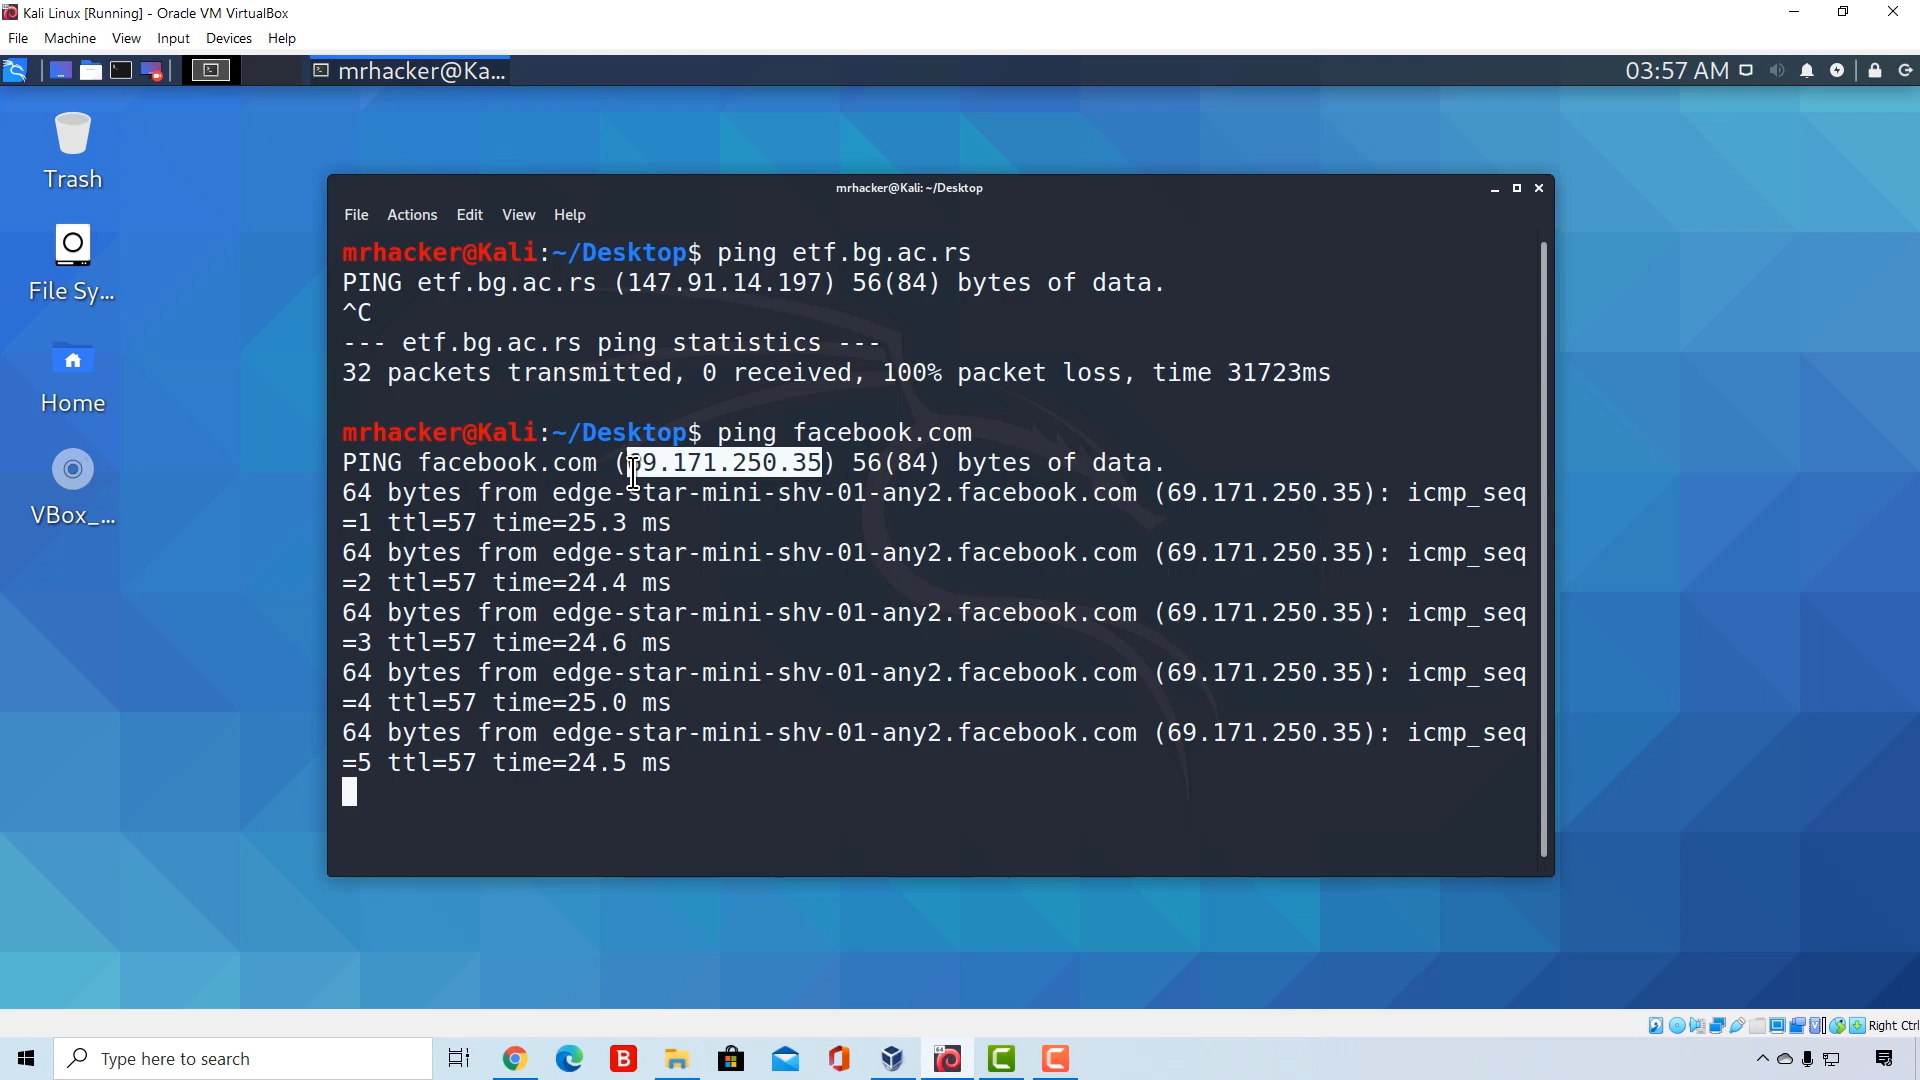 Kali Linux [Running] - Oracle VM VirtualBox
File Machine View Input Devices Help
mrhacker@Ka...
03:57 AM
Trash
File Sy...
Home
VBox_...
mrhacker@Kali: ~/Desktop
File Actions Edit View Help
mrhacker@Kali:~/Desktop$ ping etf.bg.ac.rs
PING etf.bg.ac.rs (147.91.14.197) 56(84) bytes of data.
^C
--- etf.bg.ac.rs ping statistics ---
32 packets transmitted, 0 received, 100% packet loss, time 31723ms
mrhacker@Kali:~/Desktop$ ping facebook.com
PING facebook.com (69.171.250.35) 56(84) bytes of data.
64 bytes from edge-star-mini-shv-01-any2.facebook.com (69.171.250.35): icmp_seq
=1 ttl=57 time=25.3 ms
64 bytes from edge-star-mini-shv-01-any2.facebook.com (69.171.250.35): icmp_seq
=2 ttl=57 time=24.4 ms
64 bytes from edge-star-mini-shv-01-any2.facebook.com (69.171.250.35): icmp_seq
=3 ttl=57 time=24.6 ms
64 bytes from edge-star-mini-shv-01-any2.facebook.com (69.171.250.35): icmp_seq
=4 ttl=57 time=25.0 ms
64 bytes from edge-star-mini-shv-01-any2.facebook.com (69.171.250.35): icmp_seq
=5 ttl=57 time=24.5 ms
Right Ctrl
Type here to search